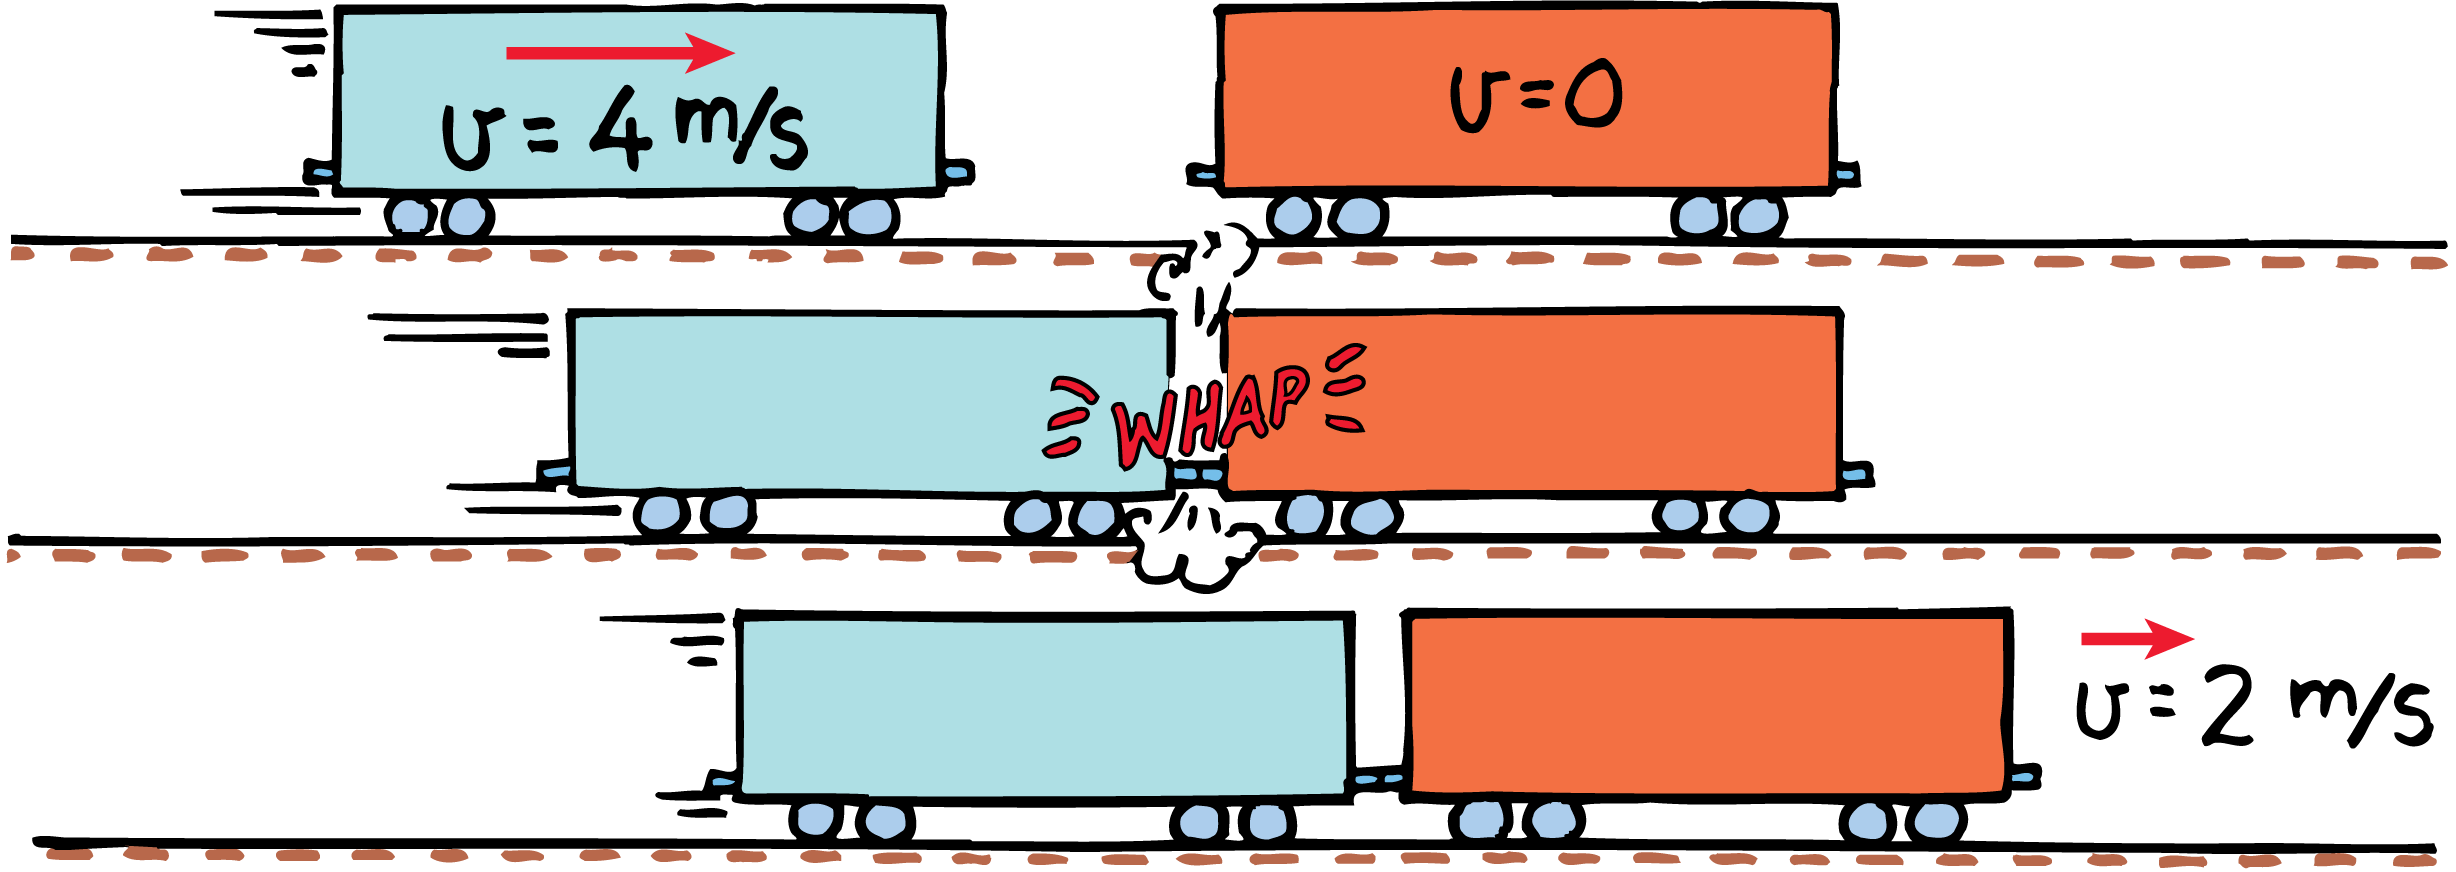 v = 4 m/s
v = 0
WHAP
v = 2 m/s